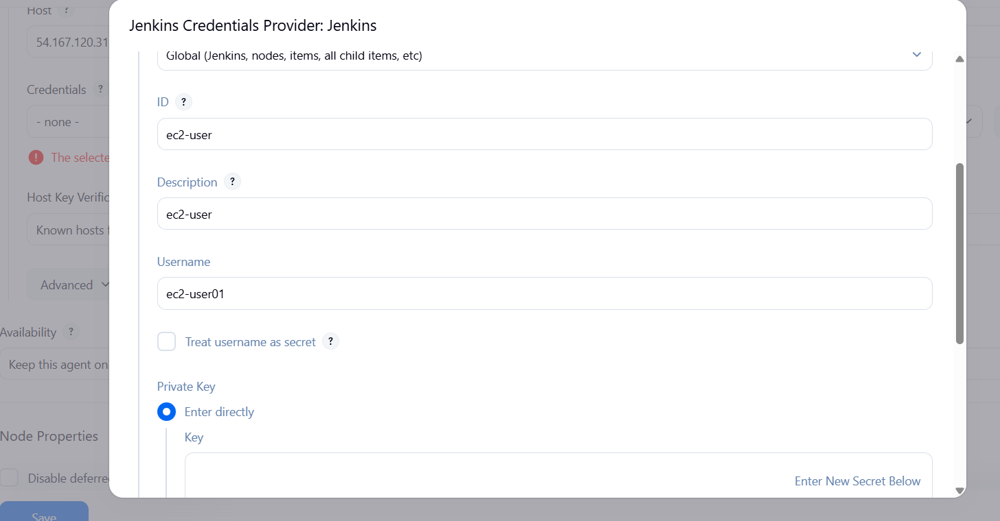 Jenkins Credentials Provider: Jenkins
Host ?
54.167.120.31
Credentials ?
- none -
The selecte
Host Key Verific
Known hosts f
Advanced
Availability ?
Keep this agent on
Node Properties
Disable deferre
Save
Global (Jenkins, nodes, items, all child items, etc)
ID ?
ec2-user
Description ?
ec2-user
Username
ec2-user01
Treat username as secret ?
Private Key
Enter directly
Key
Enter New Secret Below